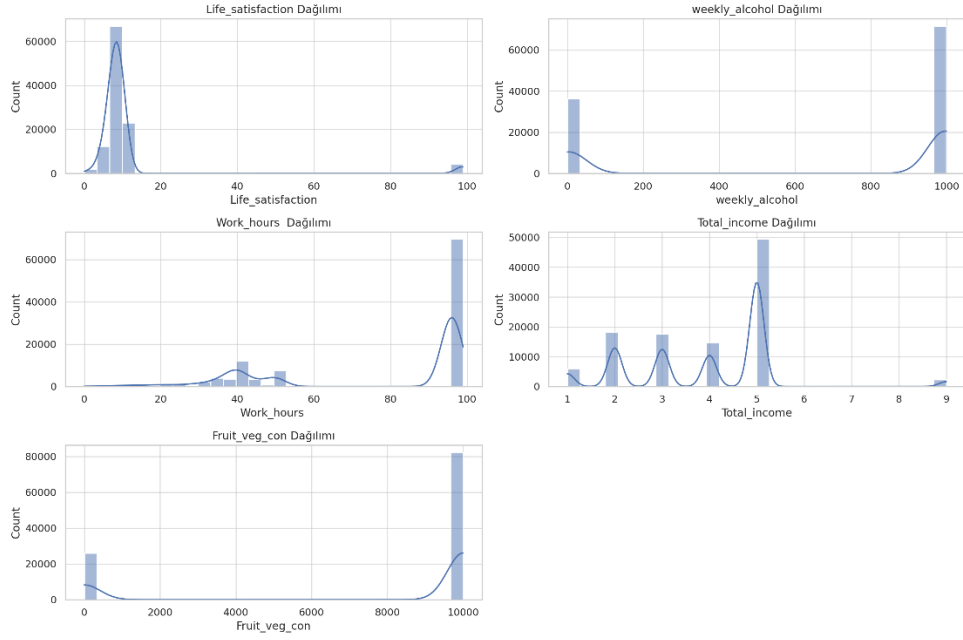 Life_satisfaction Dağılımı
60000
40000
20000
0
Count
0 20 40 60 80 100
Life_satisfaction
weekly_alcohol Dağılımı
60000
40000
20000
0
Count
0 200 400 600 800 1000
weekly_alcohol
Work_hours Dağılımı
60000
40000
20000
0
Count
0 20 40 60 80 100
Work_hours
Total_income Dağılımı
50000
40000
30000
20000
10000
0
Count
1 2 3 4 5 6 7 8 9
Total_income
Fruit_veg_con Dağılımı
80000
60000
40000
20000
0
Count
0 2000 4000 6000 8000 10000
Fruit_veg_con